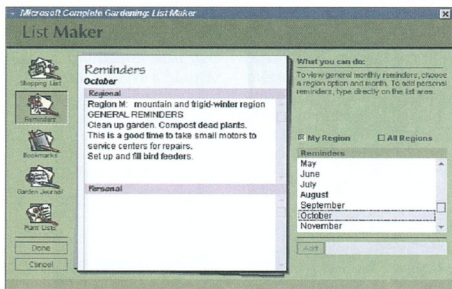 Microsoft Complete Gardening: List Maker
List Maker
Shopping List
Reminders
Bookmarks
Garden Journal
Plant Lists
Done
Cancel
Reminders
October
Regional
Region M: mountain and frigid-winter region
GENERAL REMINDERS
Clean up garden. Compost dead plants.
This is a good time to take small motors to
service centers for repairs.
Set up and fill bird feeders.
Personal
What you can do:
To view general monthly reminders, choose
a region option and month. To add personal
reminders, type directly on the list area.
My Region
All Regions
Reminders
May
June
July
August
September
October
November
Add